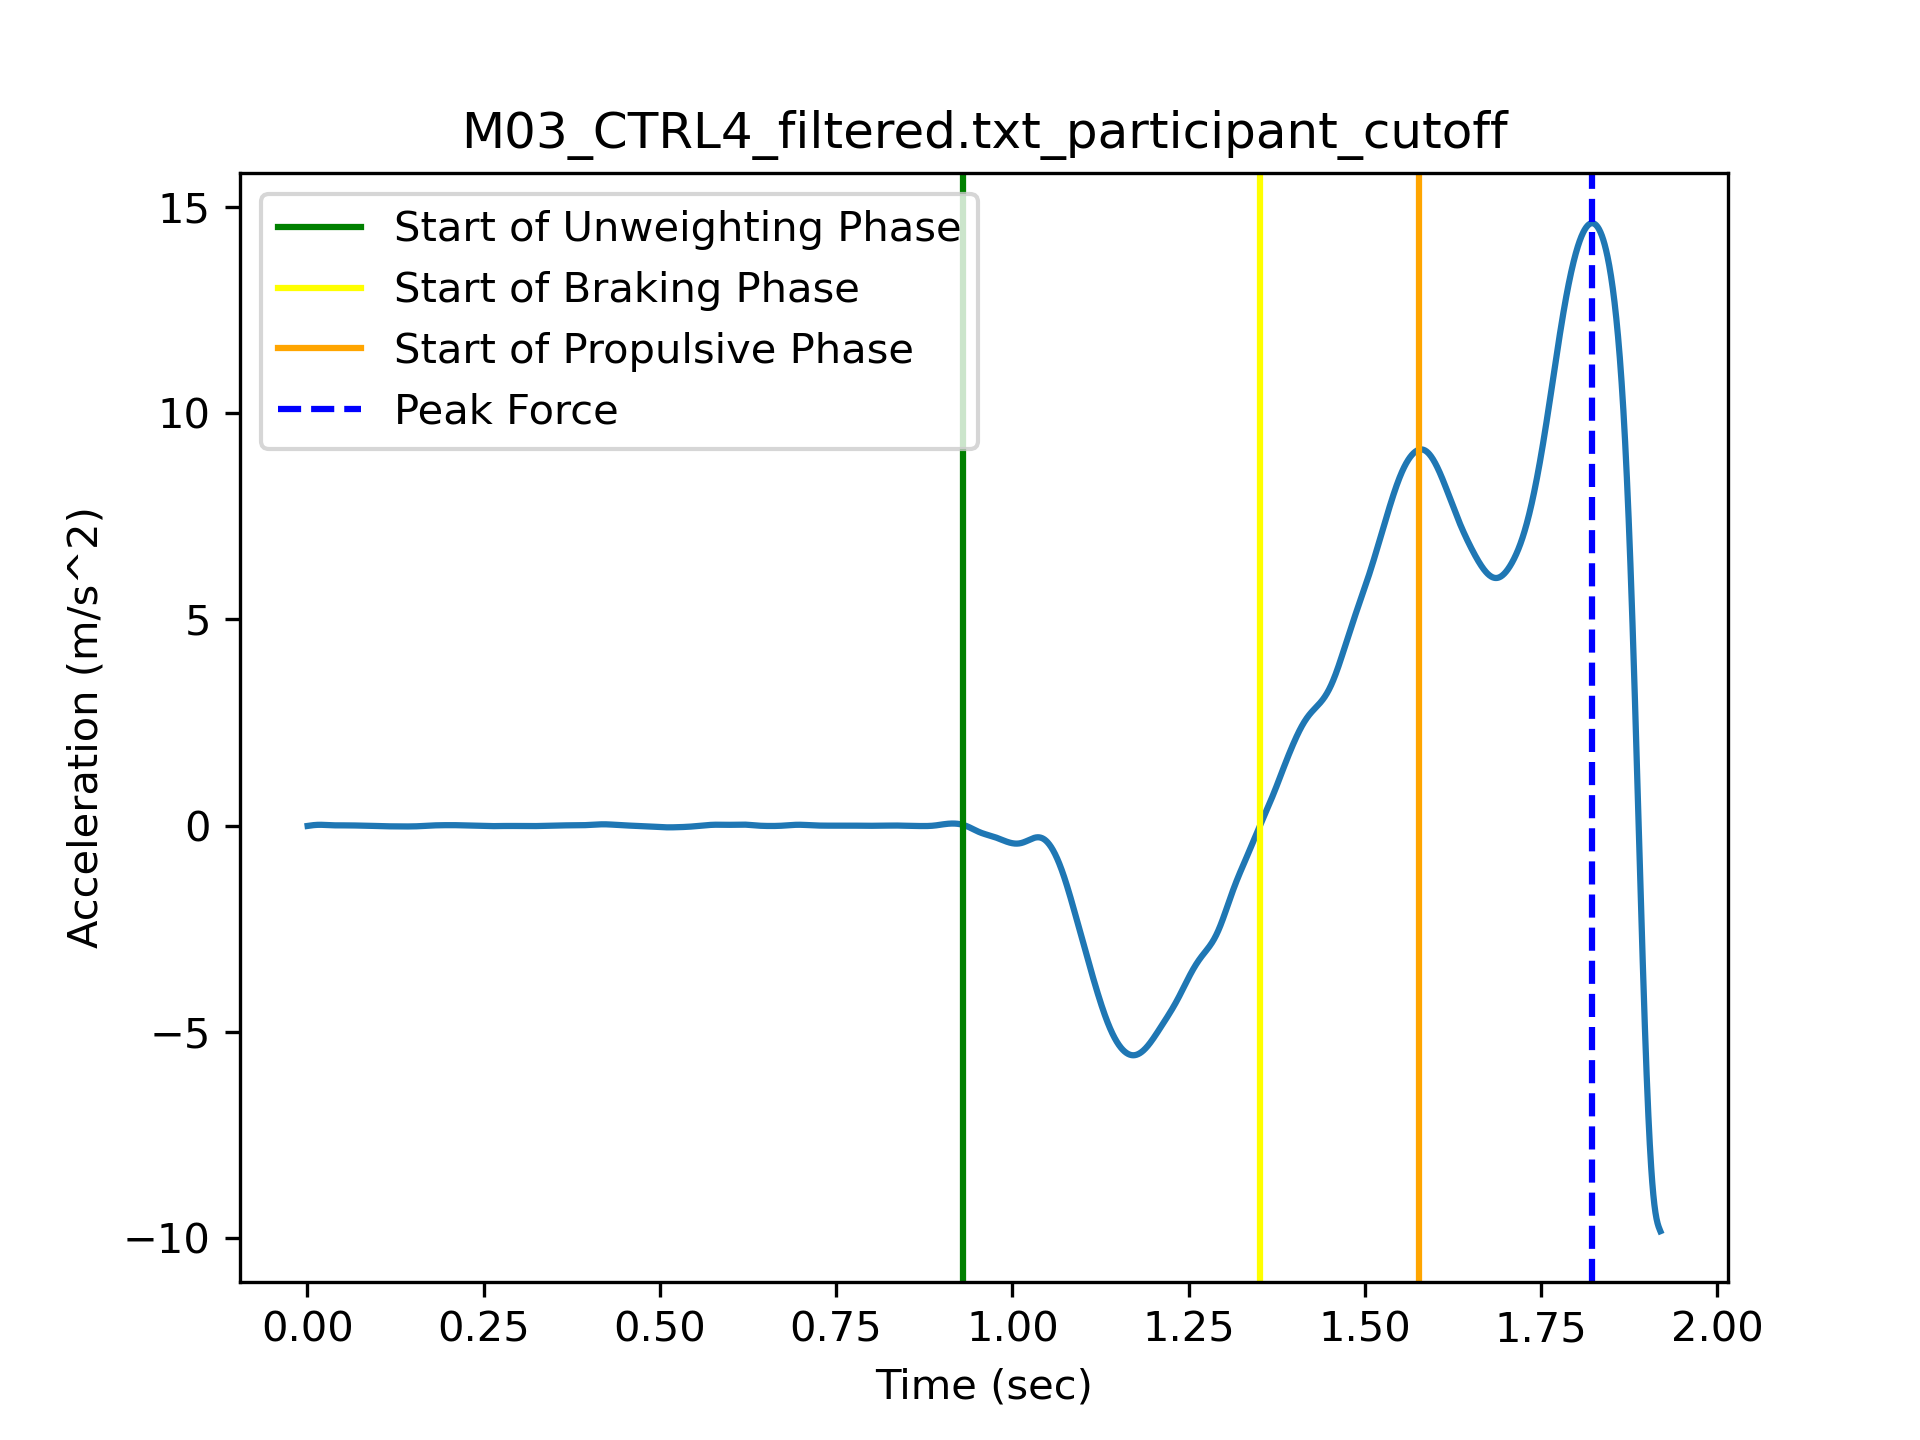 M03_CTRL4_filtered.txt_participant_cutoff
Start of Unweighting Phase
Start of Braking Phase
Start of Propulsive Phase
Peak Force
15
10
5
0
−5
−10
Acceleration (m/s^2)
0.00 0.25 0.50 0.75 1.00 1.25 1.50 1.75 2.00
Time (sec)